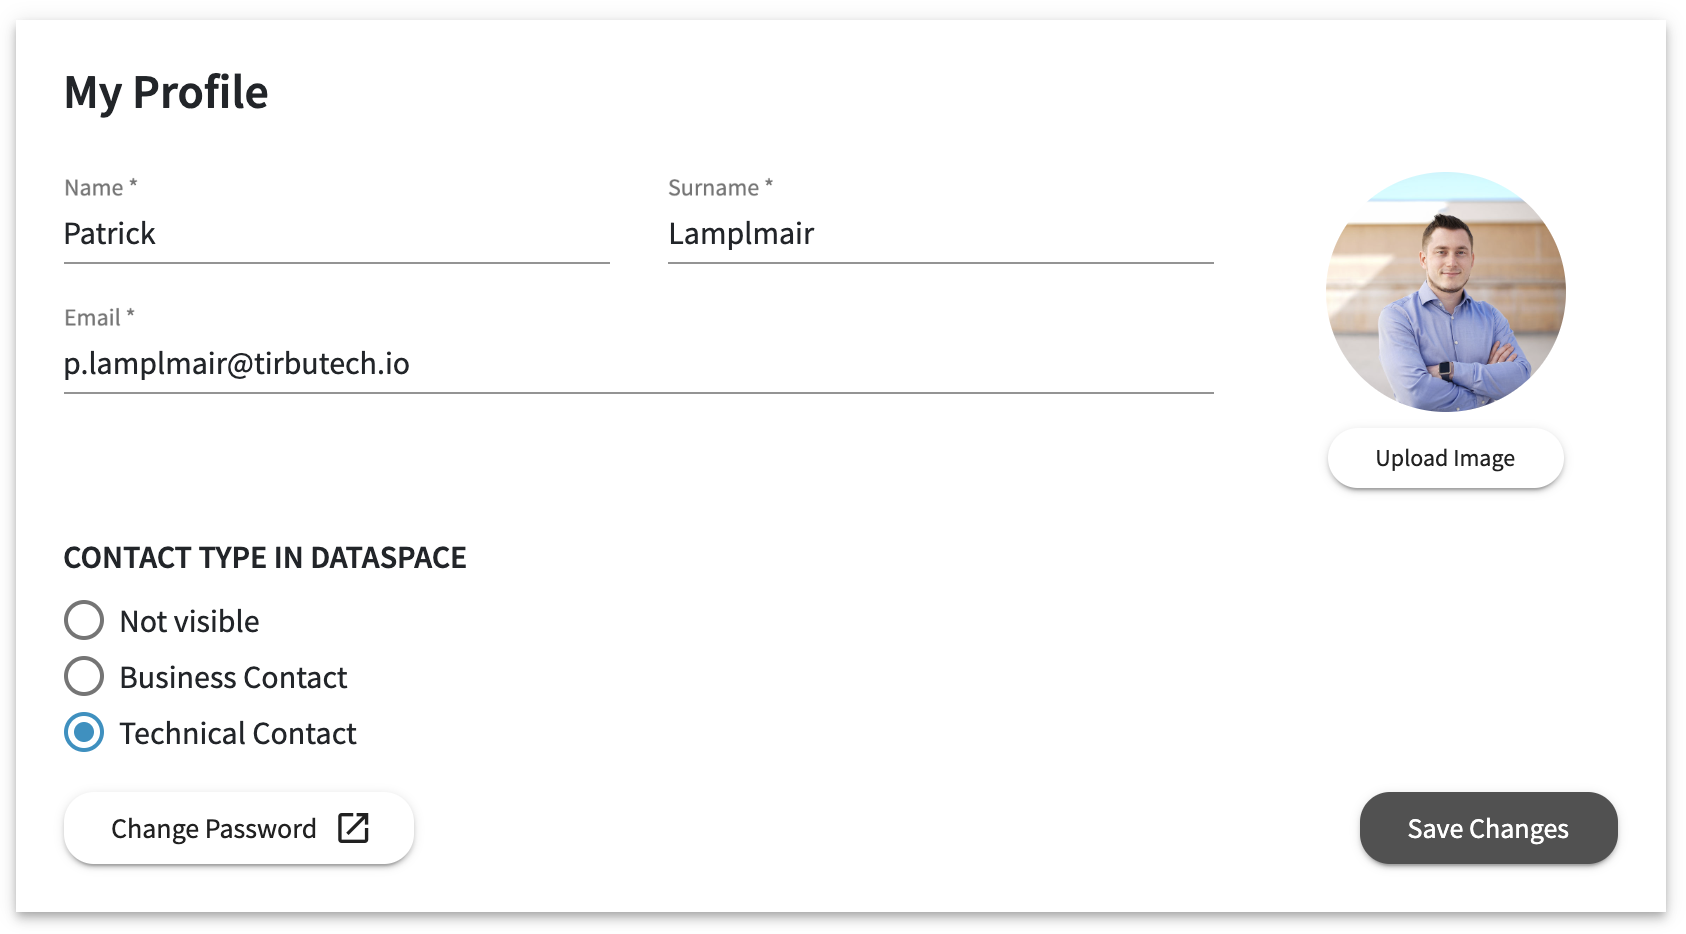 My Profile
Name *
Surname *
Patrick
Lamplmair
Email *
p.lamplmair@tirbutech.io
Upload Image
CONTACT TYPE IN DATASPACE
Not visible
Business Contact
Technical Contact
Change Password
Save Changes